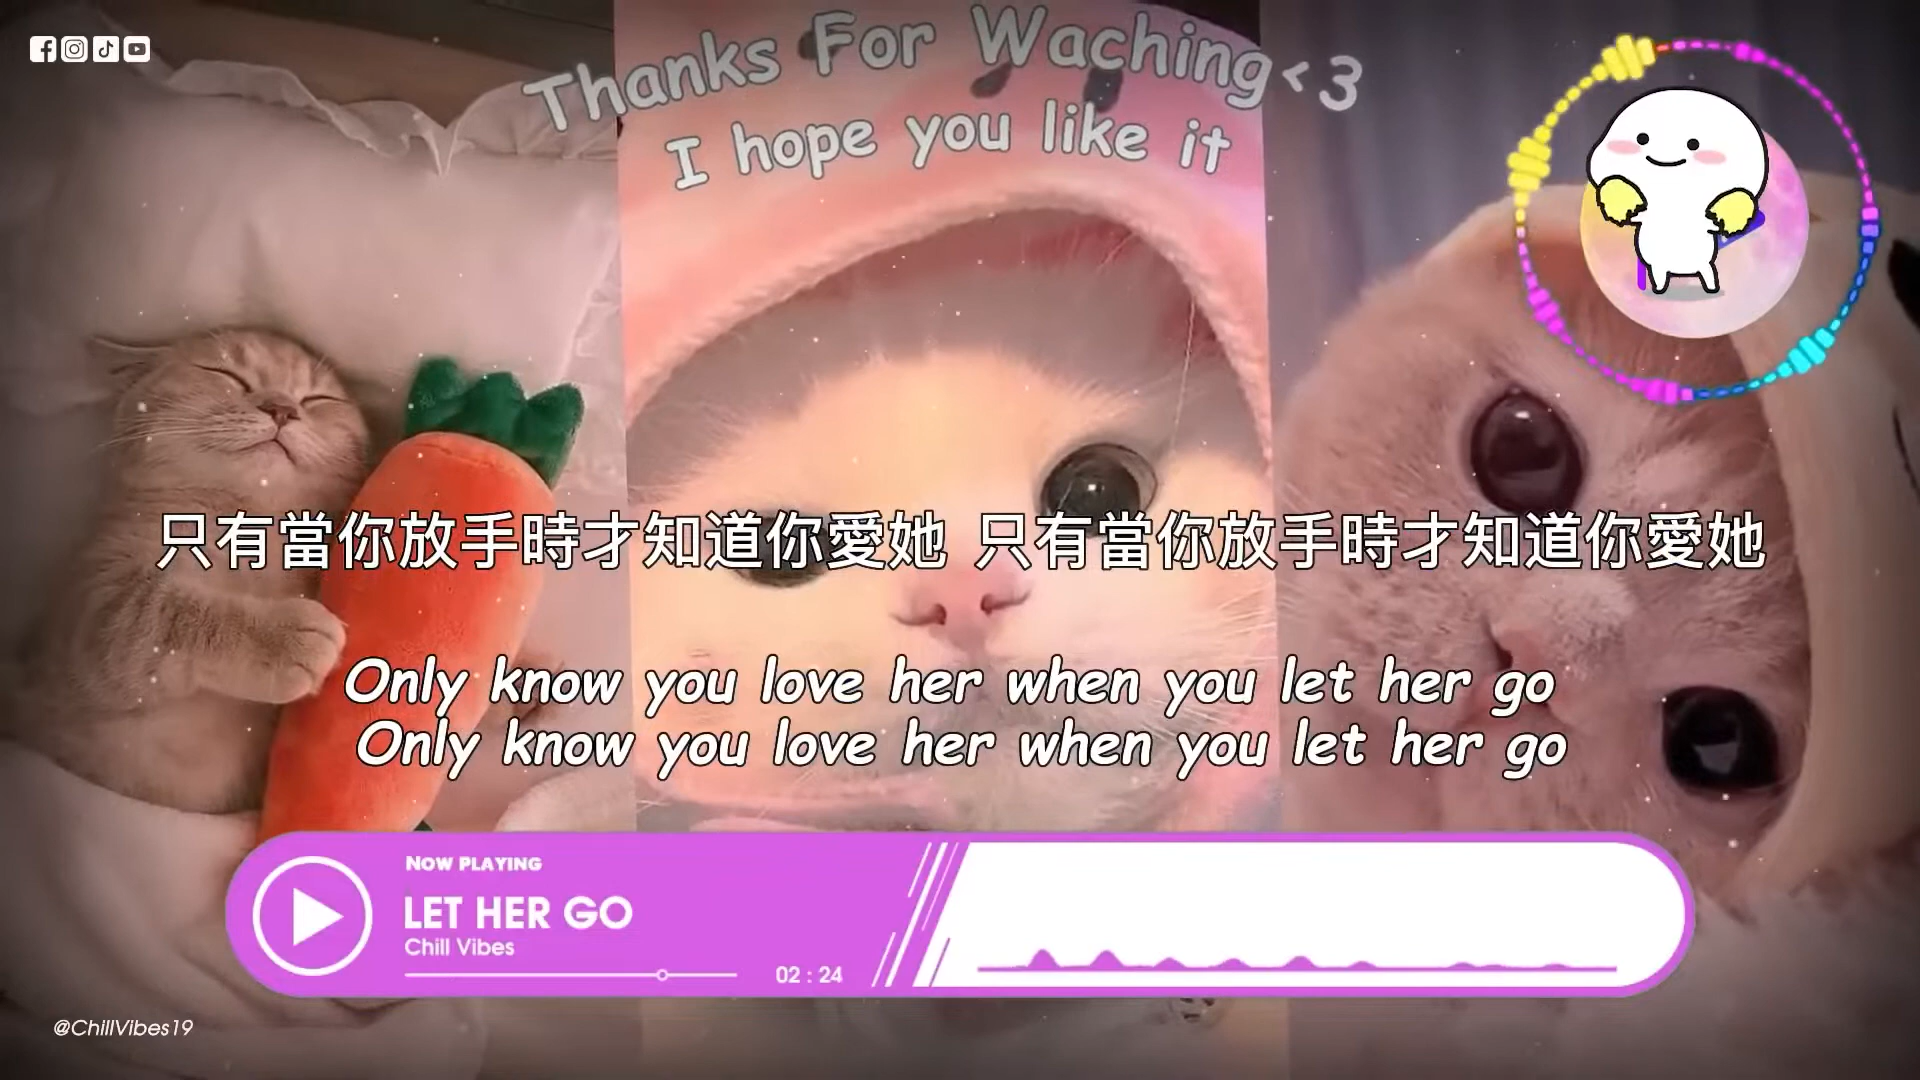 Thanks For Waching<3
I hope you like it
只有當你放手時才知道你愛她 只有當你放手時才知道你愛她
Only know you love her when you let her go
Only know you love her when you let her go
NOW PLAYING
LET HER GO
Chill Vibes
02 : 24
@ChillVibes19